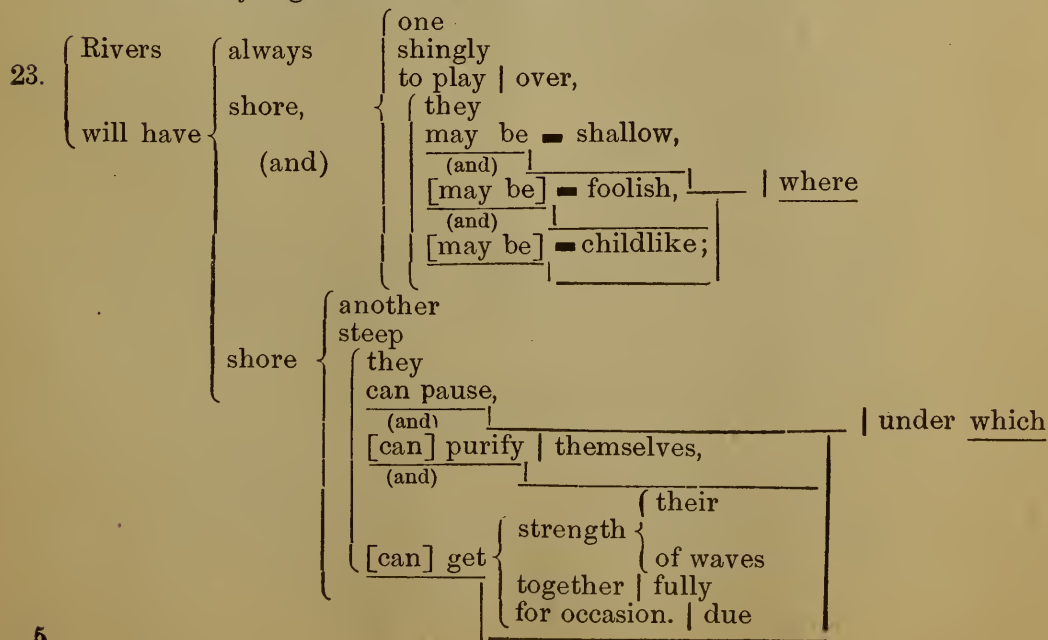 one
23. Rivers always shingly
to play | over,
shore, they
will have may be = shallow,
(and) (and)
[may be] = foolish, | where
(and)
[may be] = childlike;
another
steep
shore they
can pause,
(and) | under which
[can] purify | themselves,
(and)
their
strength
[can] get of waves
together | fully
for occasion. | due
5